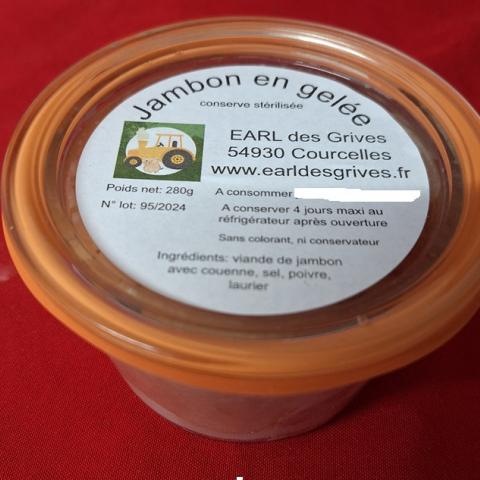 Jambon en gelée
conserve stérilisée
EARL des Grives
54930 Courcelles
www.earldesgrives.fr
Poids net: 280g
N° lot: 95/2024
A consommer
A conserver 4 jours maxi au
réfrigérateur après ouverture
Sans colorant, ni conservateur
Ingrédients: viande de jambon
avec couenne, sel, poivre,
laurier